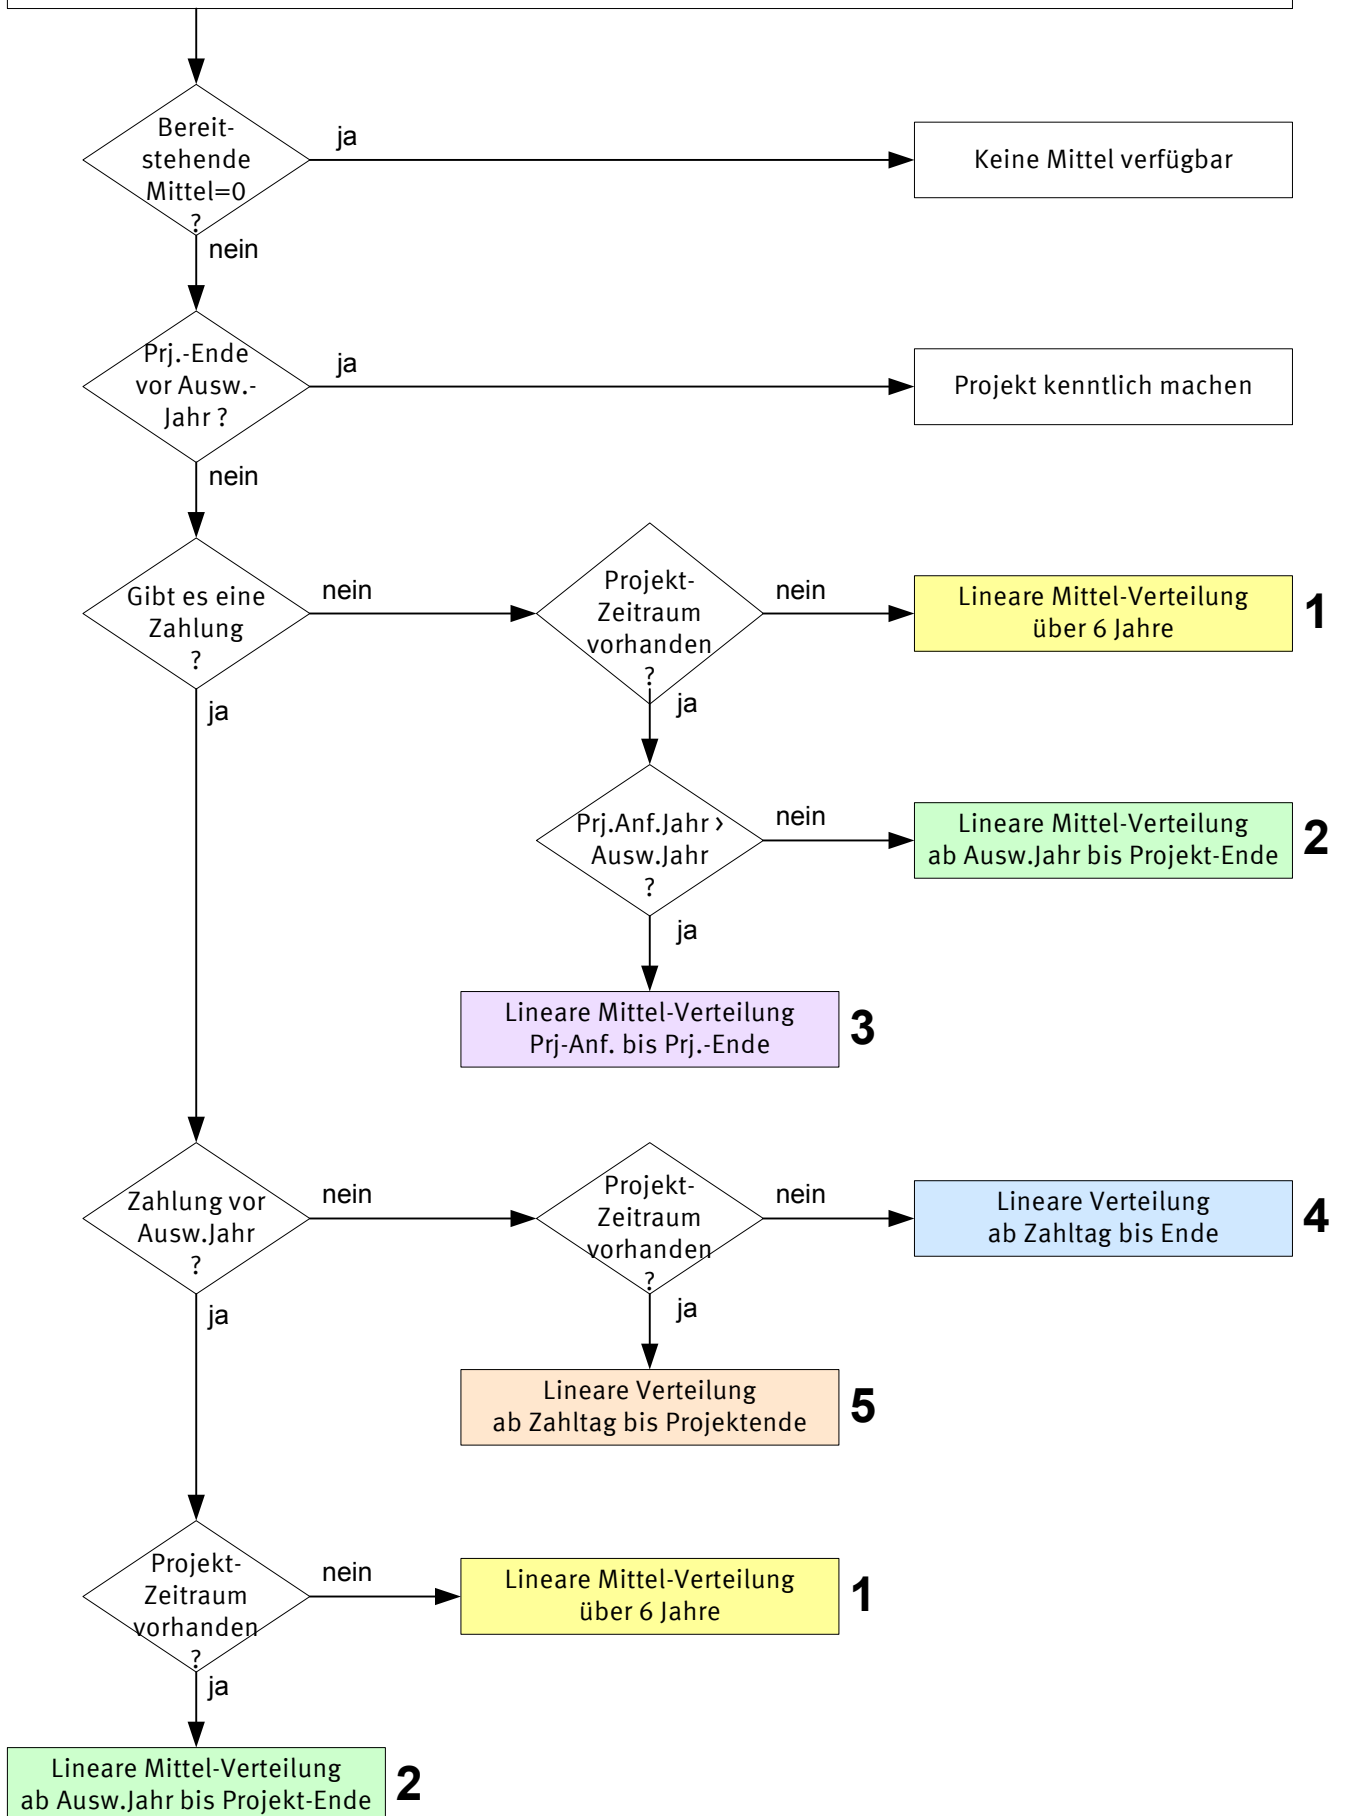 Bereit-
stehende
Mittel=0
?
ja
Keine Mittel verfügbar
nein
Prj.-Ende
vor Ausw.-
Jahr ?
ja
Projekt kenntlich machen
nein
Gibt es eine
Zahlung
?
nein
Projekt-
Zeitraum
vorhanden
?
nein
Lineare Mittel-Verteilung
über 6 Jahre
1
ja
ja
Prj.Anf.Jahr >
Ausw.Jahr
?
nein
Lineare Mittel-Verteilung
ab Ausw.Jahr bis Projekt-Ende
2
ja
Lineare Mittel-Verteilung
Prj-Anf. bis Prj.-Ende
3
Zahlung vor
Ausw.Jahr
?
nein
Projekt-
Zeitraum
vorhanden
?
nein
Lineare Verteilung
ab Zahltag bis Ende
4
ja
ja
Lineare Verteilung
ab Zahltag bis Projektende
5
Projekt-
Zeitraum
vorhanden
?
nein
Lineare Mittel-Verteilung
über 6 Jahre
1
ja
Lineare Mittel-Verteilung
ab Ausw.Jahr bis Projekt-Ende
2